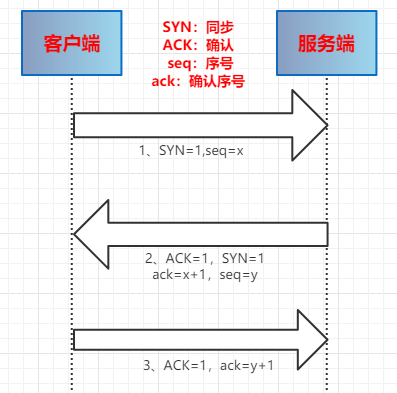 客户端
SYN：同步
ACK：确认
seq：序号
ack：确认序号
服务端
1、SYN=1,seq=x
2、ACK=1，SYN=1
ack=x+1，seq=y
3、ACK=1，ack=y+1